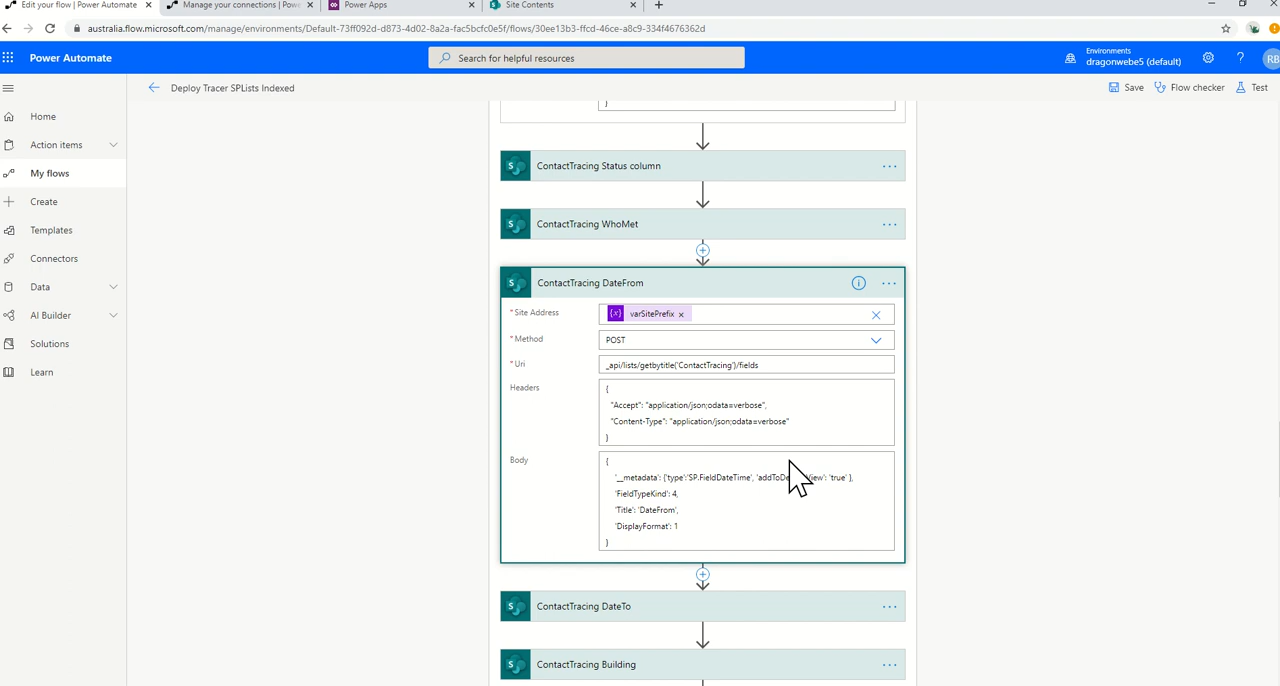 Edit your flow | Power Automate
Manage your connections | Pow
Power Apps
Site Contents
australia.flow.microsoft.com/manage/environments/Default-73ff092d-d873-4d02-8a2a-fac5bcfc0e5f/flows/30ee13b3-ffcd-46ce-a8c9-334f4676362d
Power Automate
Search for helpful resources
Environments
dragonwebe5 (default)
RB
Deploy Tracer SPLists Indexed
Save
Flow checker
Test
Home
Action items
My flows
Create
Templates
Connectors
Data
AI Builder
Solutions
Learn
}
ContactTracing Status column
ContactTracing WhoMet
ContactTracing DateFrom
* Site Address
varSitePrefix
* Method
POST
* Uri
_api/lists/getbytitle('ContactTracing')/fields
Headers
{
"Accept": "application/json;odata=verbose",
"Content-Type": "application/json;odata=verbose"
}
Body
{
'__metadata': {'type':'SP.FieldDateTime', 'addToDe View': 'true' },
'FieldTypeKind': 4,
'Title': 'DateFrom',
'DisplayFormat': 1
}
ContactTracing DateTo
ContactTracing Building